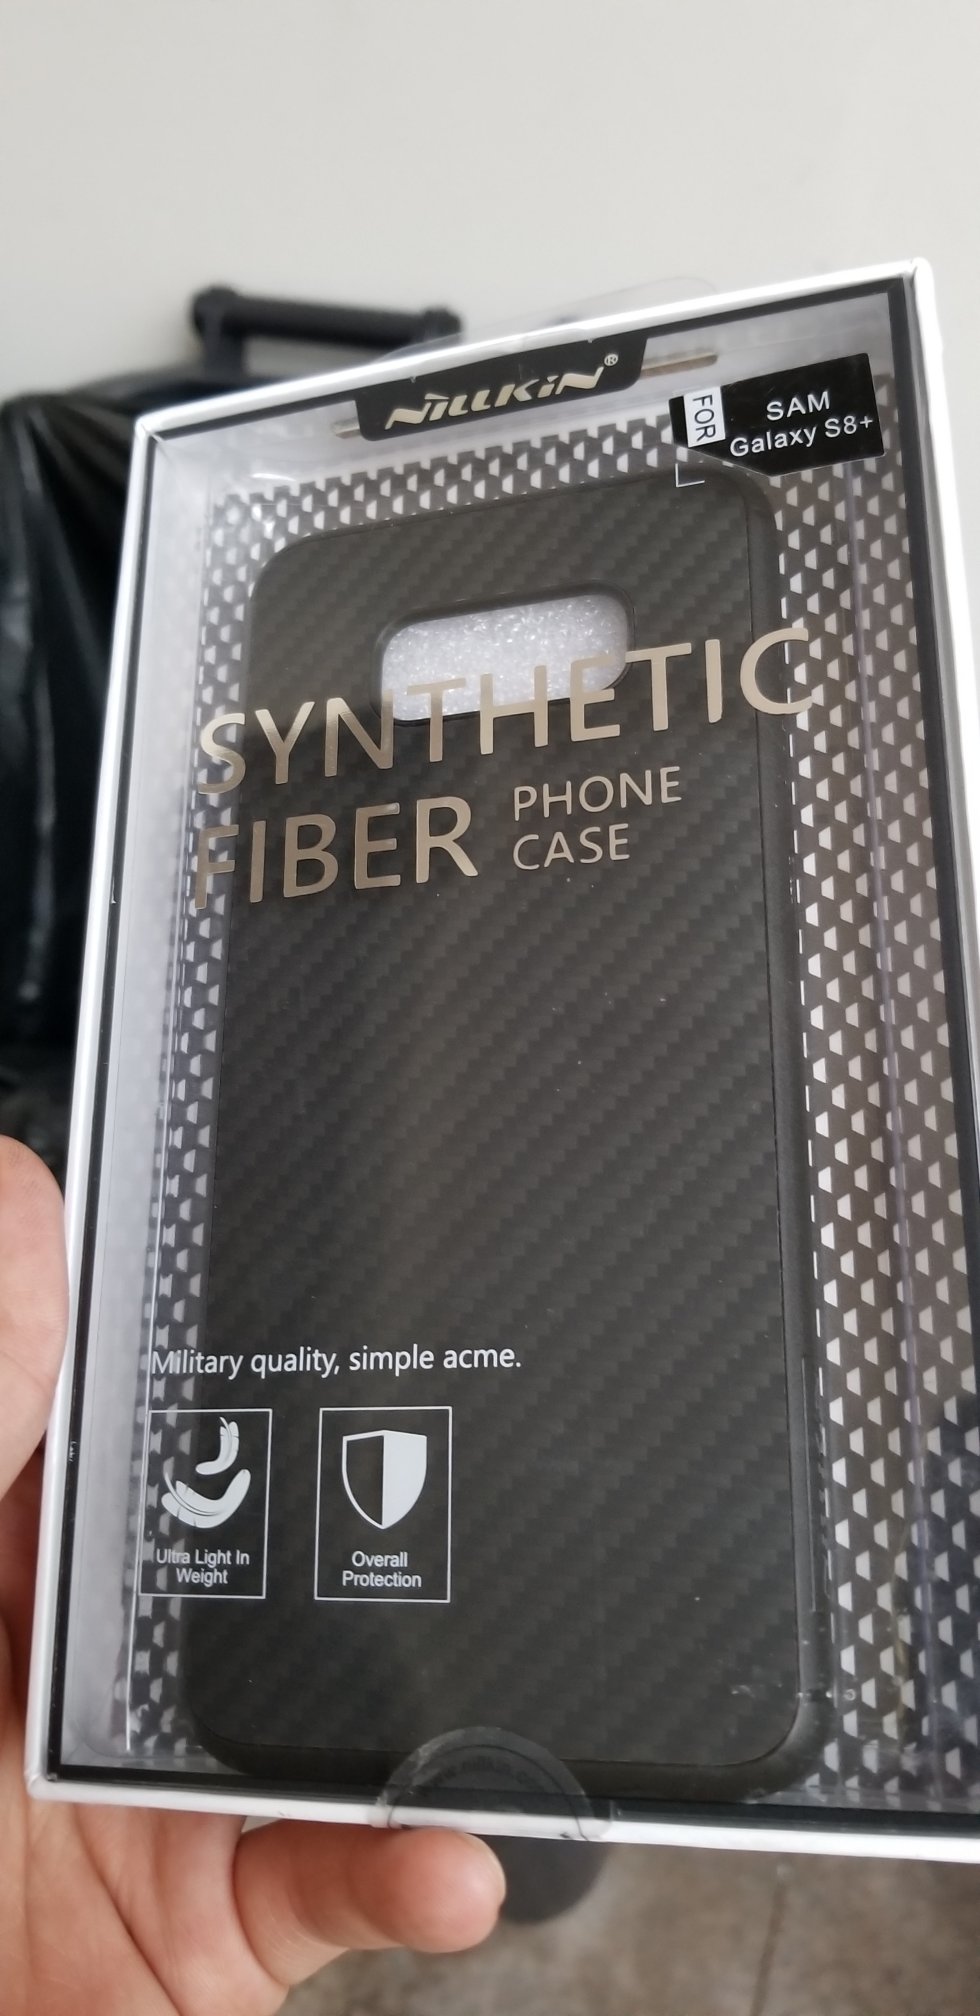 NiLLKiN®
FOR
SAM
Galaxy S8+
SYNTHETIC
FIBER
PHONE
CASE
Military quality, simple acme.
Ultra Light In
Weight
Overall
Protection